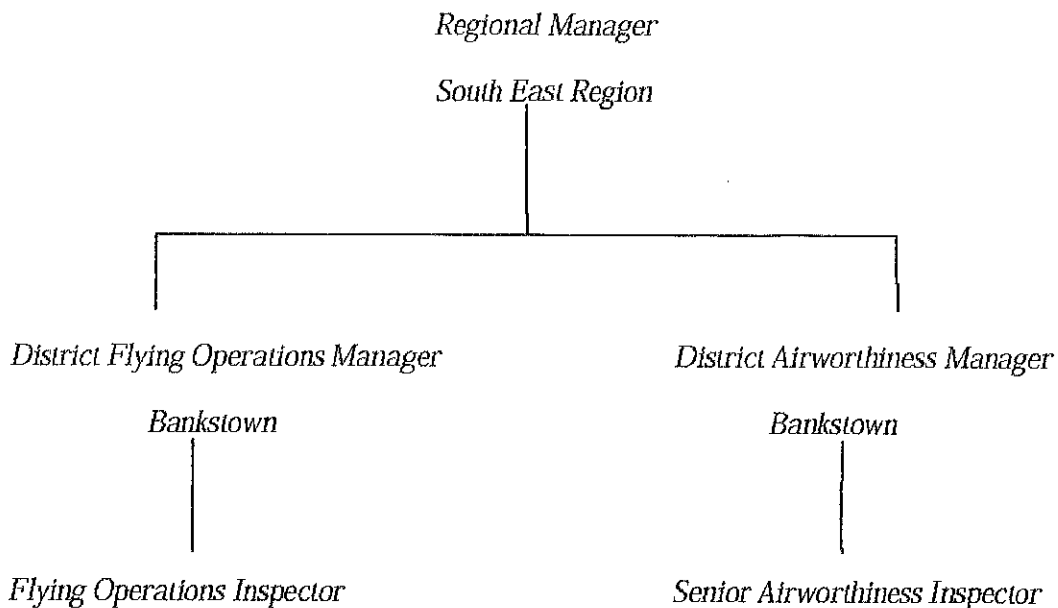 Regional Manager
South East Region
District Flying Operations Manager
District Airworthiness Manager
Bankstown
Bankstown
Flying Operations Inspector
Senior Airworthiness Inspector